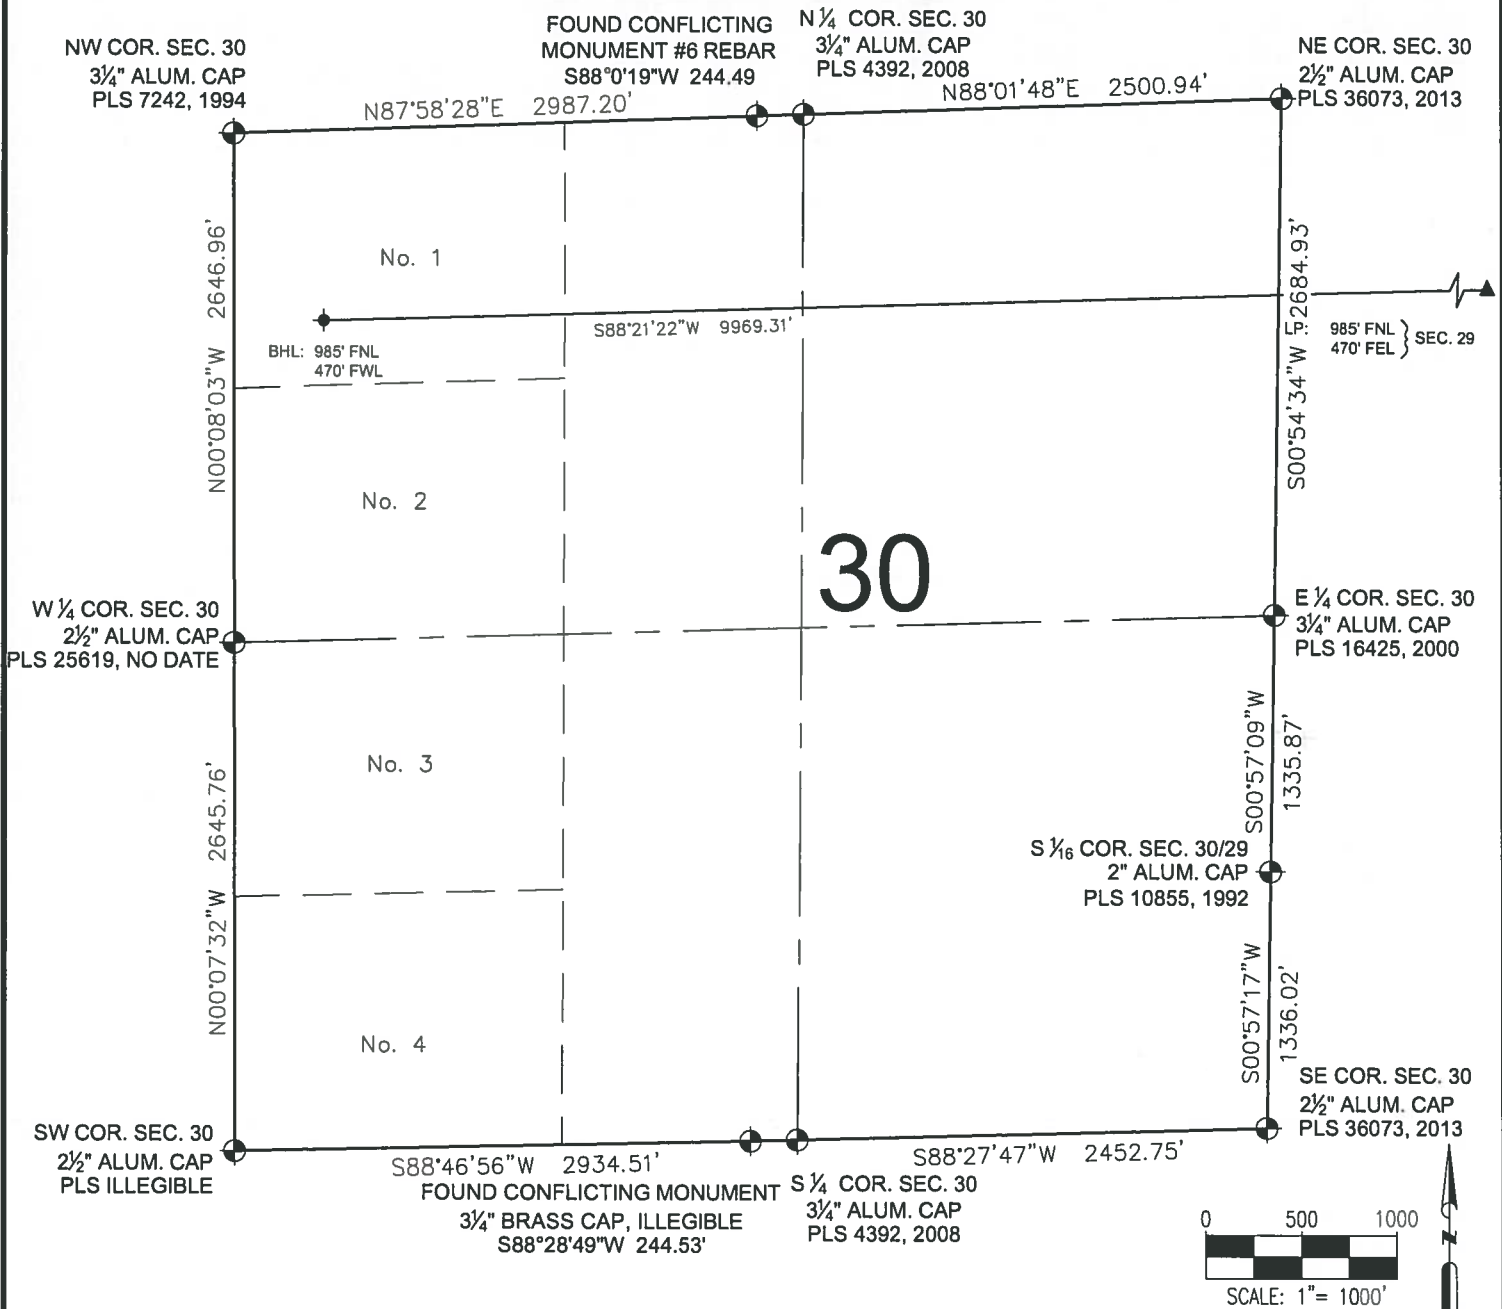 NW COR. SEC. 30
3¼" ALUM. CAP
PLS 7242, 1994
FOUND CONFLICTING
MONUMENT #6 REBAR
S88°0'19"W 244.49
N ¼ COR. SEC. 30
3¼" ALUM. CAP
PLS 4392, 2008
NE COR. SEC. 30
2½" ALUM. CAP
PLS 36073, 2013
N87°58'28"E 2987.20'
N88°01'48"E 2500.94'
N00°08'03"W 2646.96'
No. 1
S88°21'22"W 9969.31'
BHL: 985' FNL
470' FWL
S00°54'34"W 2684.93'
LP: 985' FNL
470' FEL
SEC. 29
No. 2
30
W ¼ COR. SEC. 30
2½" ALUM. CAP
PLS 25619, NO DATE
E ¼ COR. SEC. 30
3¼" ALUM. CAP
PLS 16425, 2000
N00°07'32"W 2645.76'
No. 3
S00°57'09"W
1335.87'
S 1⁄16 COR. SEC. 30/29
2" ALUM. CAP
PLS 10855, 1992
No. 4
S00°57'17"W
1336.02'
SW COR. SEC. 30
2½" ALUM. CAP
PLS ILLEGIBLE
SE COR. SEC. 30
2½" ALUM. CAP
PLS 36073, 2013
S88°46'56"W 2934.51'
S88°27'47"W 2452.75'
FOUND CONFLICTING MONUMENT
3¼" BRASS CAP, ILLEGIBLE
S88°28'49"W 244.53'
S ¼ COR. SEC. 30
3¼" ALUM. CAP
PLS 4392, 2008
0 500 1000
SCALE: 1"= 1000'
N